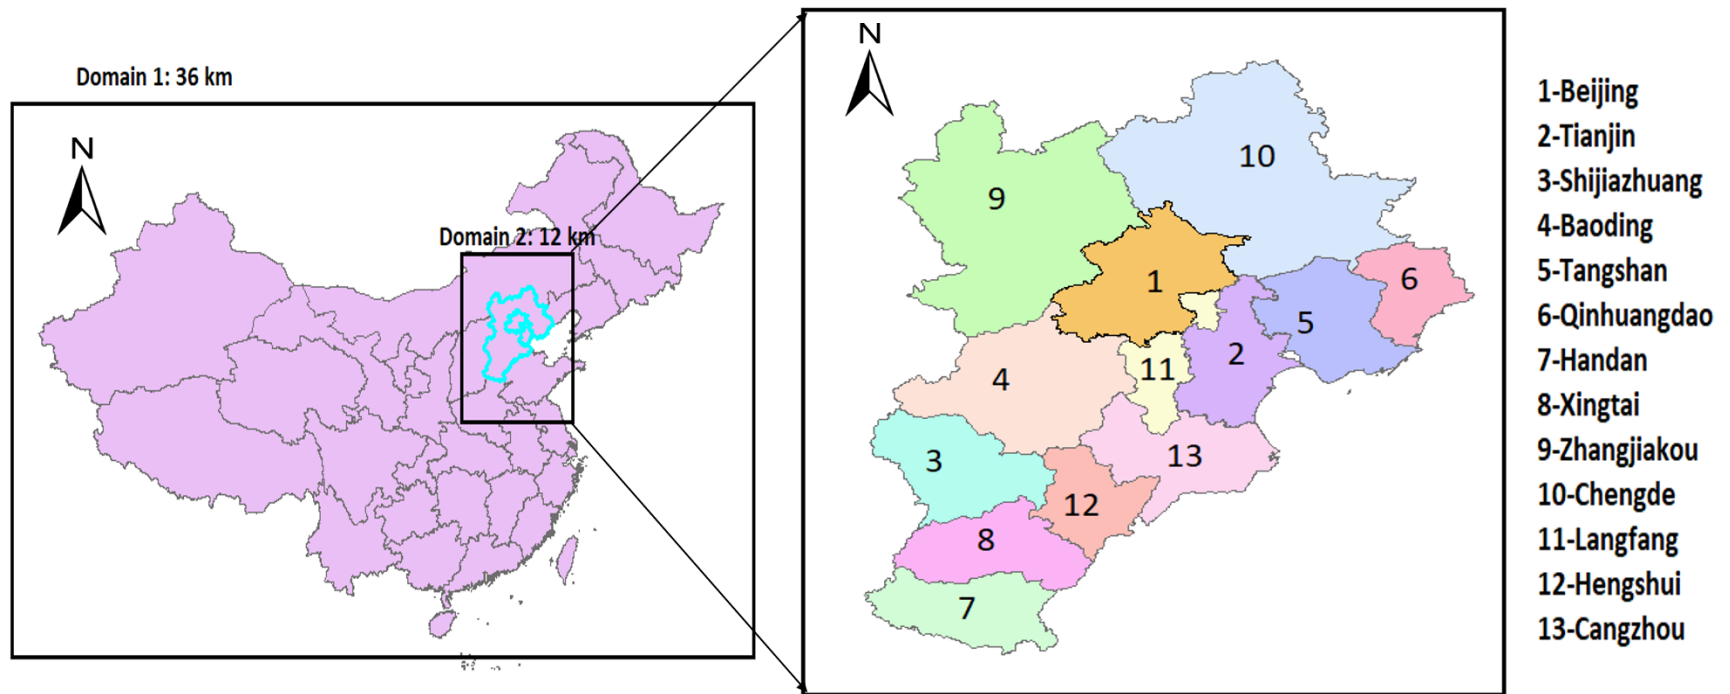 Domain 1: 36 km
N
Domain 2: 12 km
N
9
10
1
6
5
2
11
4
13
3
12
8
7
1-Beijing
2-Tianjin
3-Shijiazhuang
4-Baoding
5-Tangshan
6-Qinhuangdao
7-Handan
8-Xingtai
9-Zhangjiakou
10-Chengde
11-Langfang
12-Hengshui
13-Cangzhou